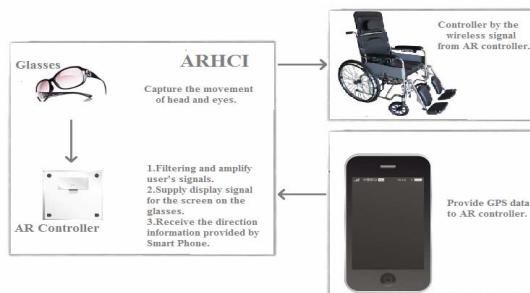 Glasses
ARHCI
Capture the movement
of head and eyes.
1.Filtering and amplify
user's signals.
2.Supply display signal
for the screen on the
glasses.
3.Receive the direction
information provided by
Smart Phone.
AR Controller
Controller by the
wireless signal
from AR controller.
Provide GPS data
to AR controller.